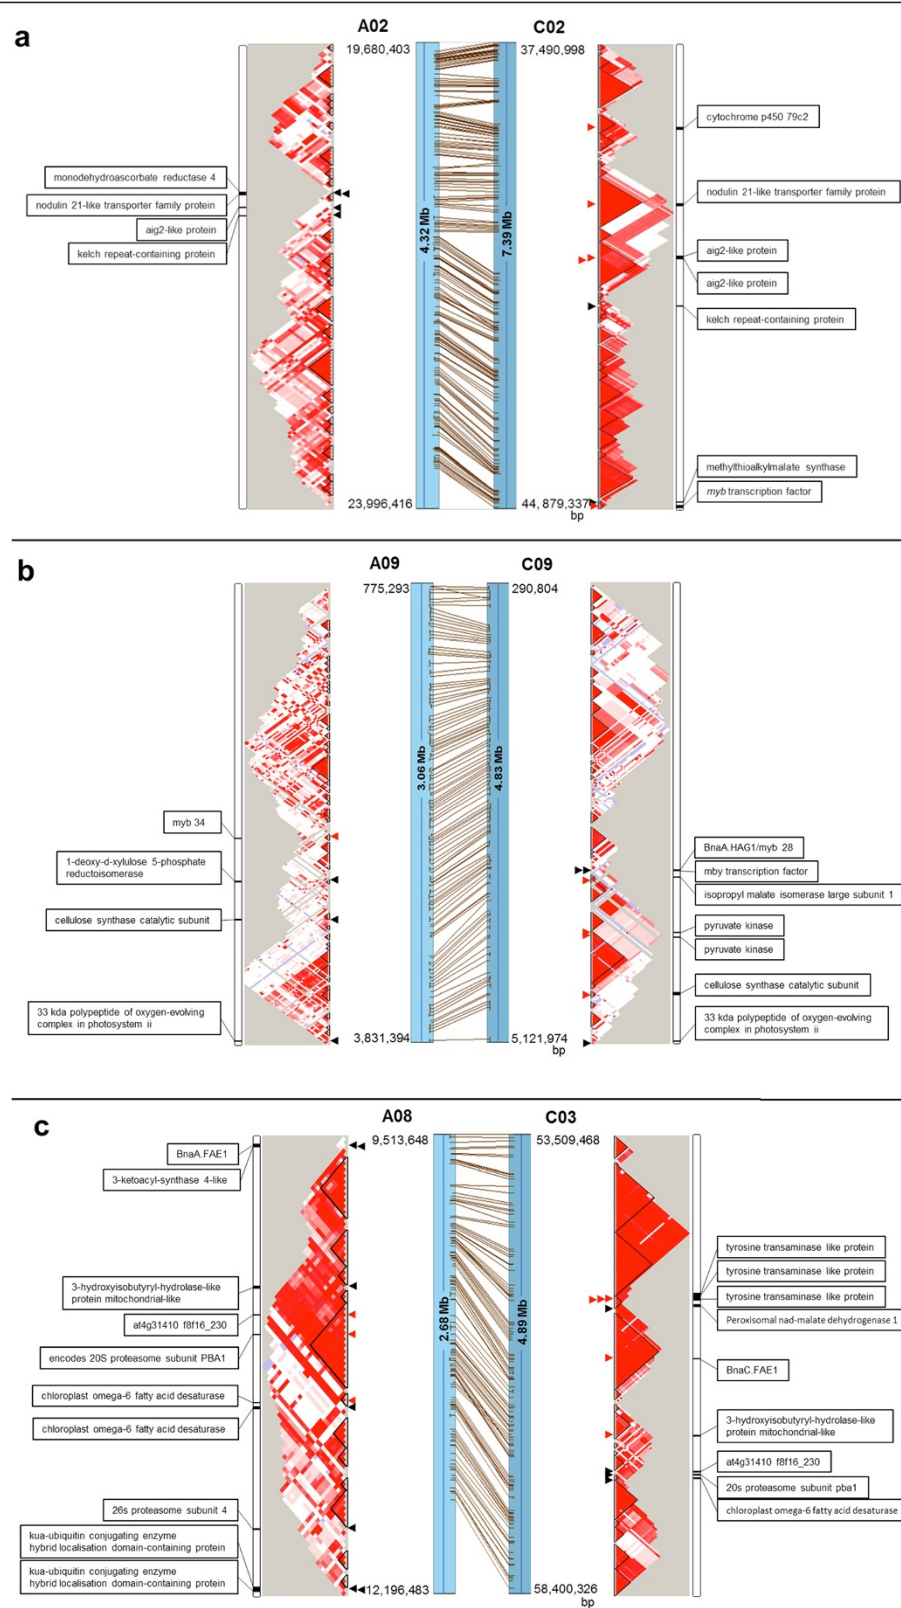 a
A02
C02
19,680,403
37,490,998
cytochrome p450 79c2
monodehydroascorbate reductase 4
nodulin 21-like transporter family protein
aig2-like protein
kelch repeat-containing protein
4.32 Mb
7.39 Mb
nodulin 21-like transporter family protein
aig2-like protein
aig2-like protein
kelch repeat-containing protein
methylthioalkylmalate synthase
myb transcription factor
23,996,416
44, 879,337
bp
b
A09
C09
775,293
290,804
3.06 Mb
4.83 Mb
myb 34
1-deoxy-d-xylulose 5-phosphate
reductoisomerase
cellulose synthase catalytic subunit
33 kda polypeptide of oxygen-evolving
complex in photosystem ii
BnaA.HAG1/myb 28
mby transcription factor
isopropyl malate isomerase large subunit 1
pyruvate kinase
pyruvate kinase
cellulose synthase catalytic subunit
33 kda polypeptide of oxygen-evolving
complex in photosystem ii
3,831,394
5,121,974
bp
c
A08
C03
9,513,648
53,509,468
BnaA.FAE1
3-ketoacyl-synthase 4-like
3-hydroxyisobutyryl-hydrolase-like
protein mitochondrial-like
at4g31410 f8f16_230
encodes 20S proteasome subunit PBA1
chloroplast omega-6 fatty acid desaturase
chloroplast omega-6 fatty acid desaturase
26s proteasome subunit 4
kua-ubiquitin conjugating enzyme
hybrid localisation domain-containing protein
kua-ubiquitin conjugating enzyme
hybrid localisation domain-containing protein
2.68 Mb
4.89 Mb
tyrosine transaminase like protein
tyrosine transaminase like protein
tyrosine transaminase like protein
Peroxisomal nad-malate dehydrogenase 1
BnaC.FAE1
3-hydroxyisobutyryl-hydrolase-like
protein mitochondrial-like
at4g31410 f8f16_230
20s proteasome subunit pba1
chloroplast omega-6 fatty acid desaturase
12,196,483
58,400,326
bp